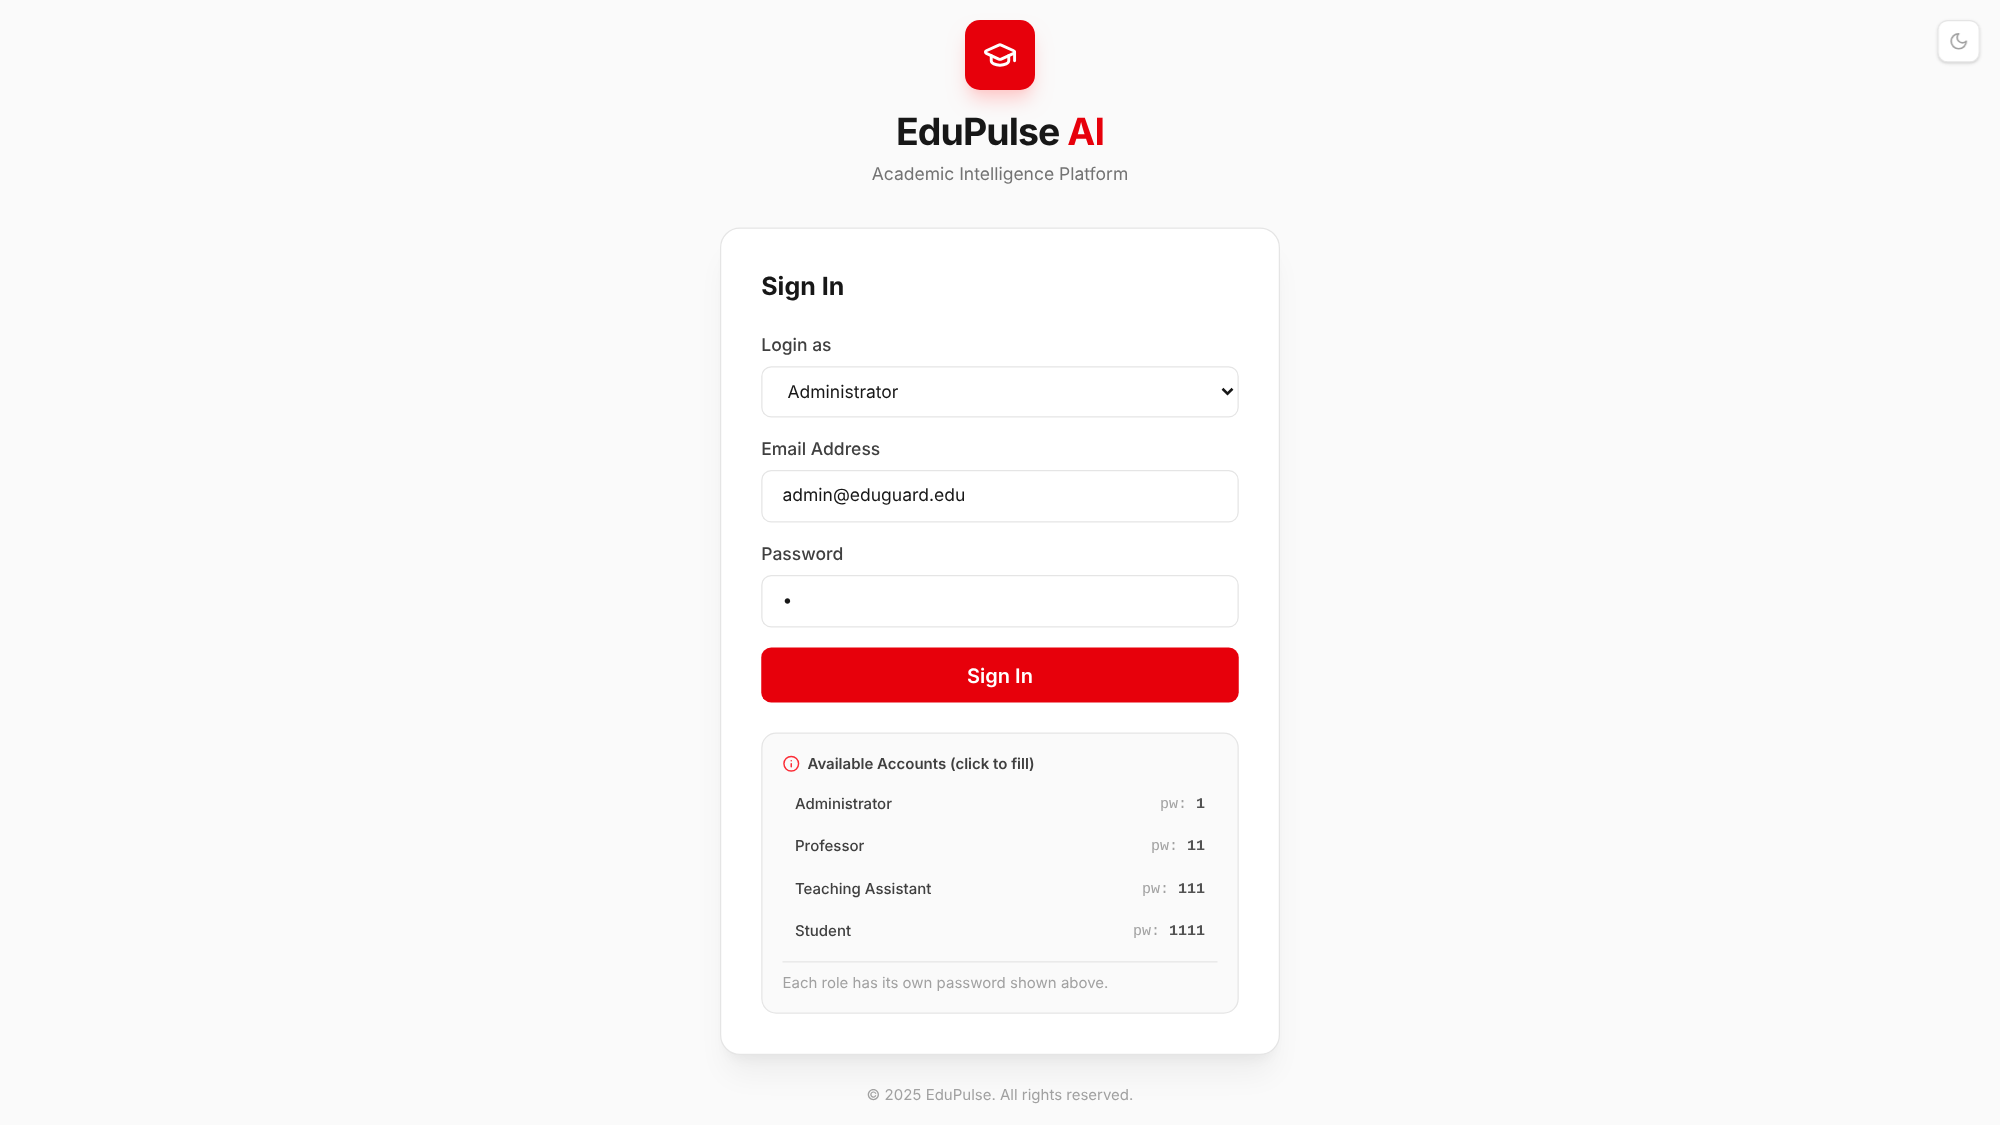 EduPulse AI
Academic Intelligence Platform
Sign In
Login as
Administrator
Email Address
admin@eduguard.edu
Password
•
Sign In
Available Accounts (click to fill)
Administrator pw: 1
Professor pw: 11
Teaching Assistant pw: 111
Student pw: 1111
Each role has its own password shown above.
© 2025 EduPulse. All rights reserved.